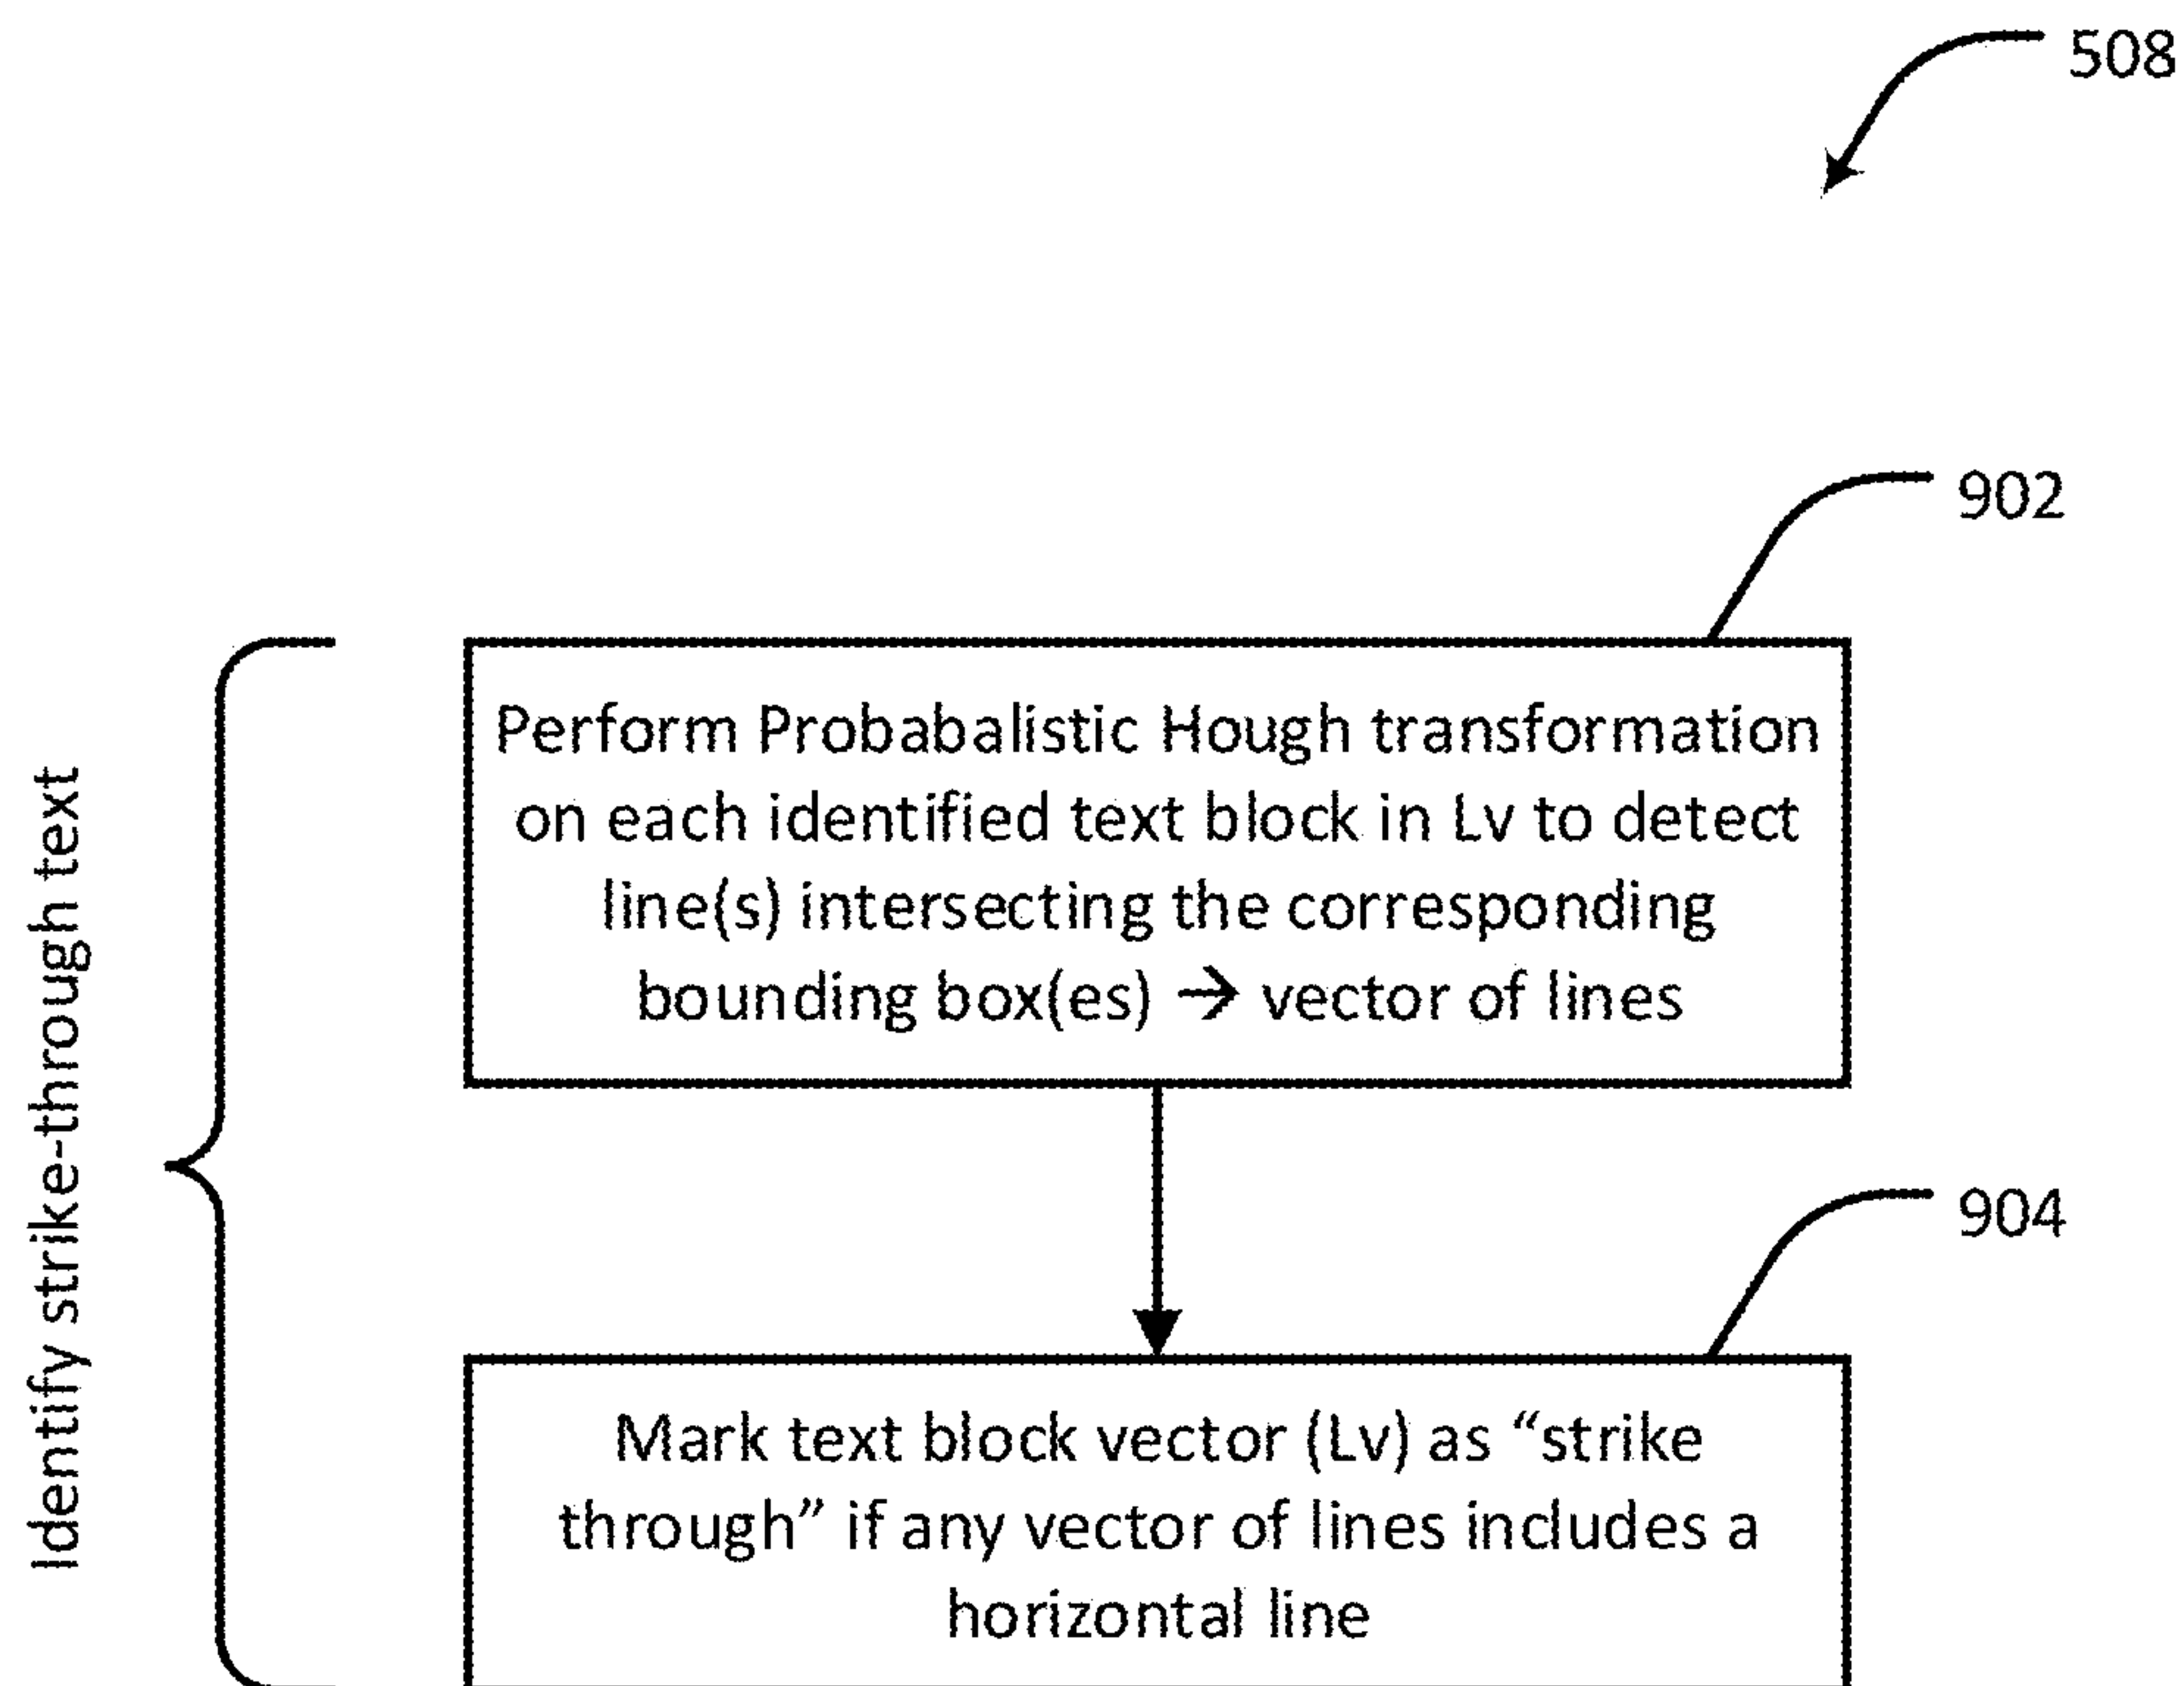 508
902
Perform Probabalistic Hough transformation
on each identified text block in Lv to detect
line(s) intersecting the corresponding
bounding box(es) → vector of lines
Identify strike-through text
904
Mark text block vector (Lv) as “strike
through” if any vector of lines includes a
horizontal line